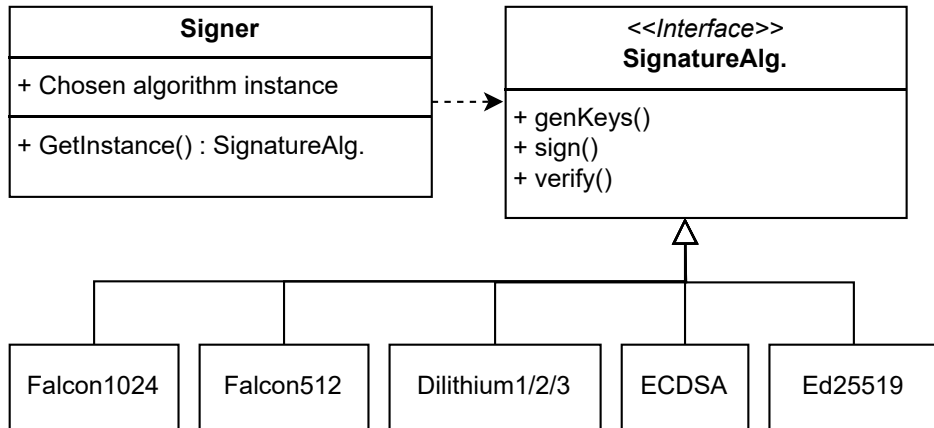 Signer
+ Chosen algorithm instance
+ GetInstance() : SignatureAlg.
<<Interface>>
SignatureAlg.
+ genKeys()
+ sign()
+ verify()
Falcon1024
Falcon512
Dilithium1/2/3
ECDSA
Ed25519